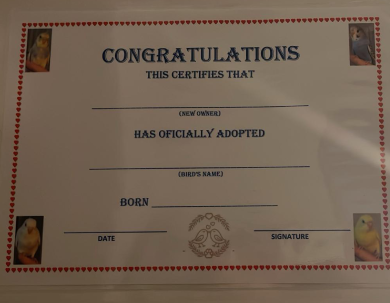 CONGRATULATIONS
THIS CERTIFIES THAT
(NEW OWNER)
HAS OFICIALLY ADOPTED
(BIRD'S NAME)
BORN
DATE SIGNATURE